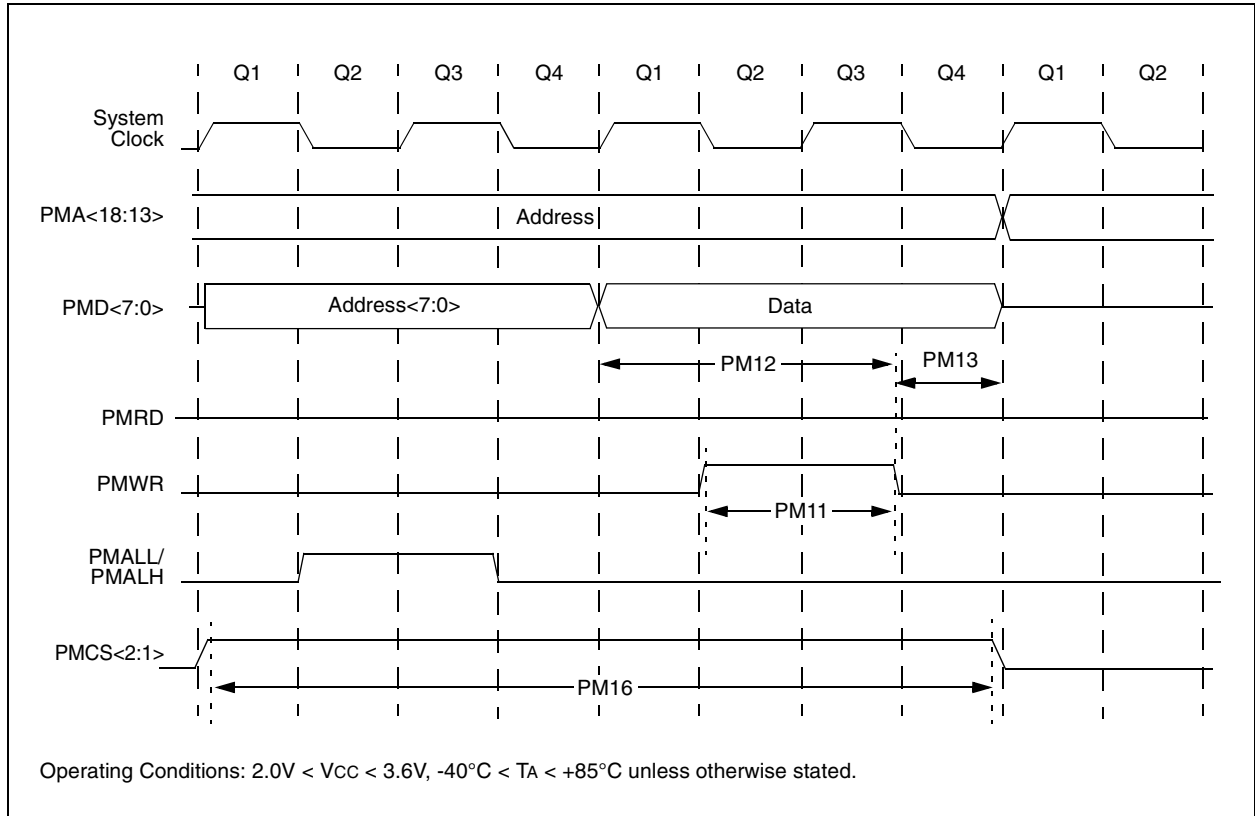 Q1 Q2 Q3 Q4 Q1 Q2 Q3 Q4 Q1 Q2
System
Clock
PMA<18:13>
Address
PMD<7:0>
Address<7:0>
Data
PM12
PM13
PMRD
PMWR
PM11
PMALL/
PMALH
PMCS<2:1>
PM16
Operating Conditions: 2.0V < VCC < 3.6V, -40°C < TA < +85°C unless otherwise stated.